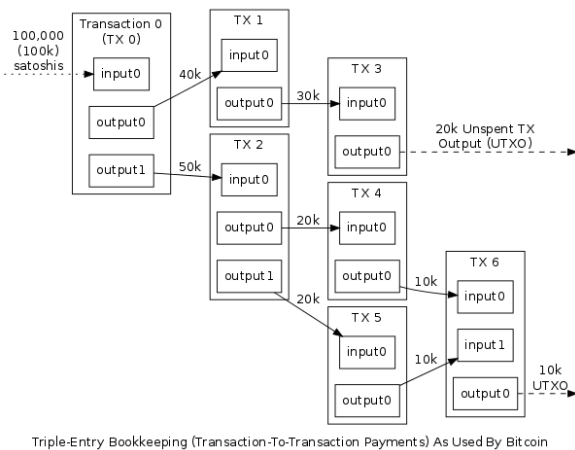 100,000
(100k)
satoshis
Transaction 0
(TX 0)
input0
output0
output1
40k
50k
TX 1
input0
output0
30k
TX 2
input0
output0
output1
20k
20k
TX 3
input0
output0
20k Unspent TX
Output (UTXO)
TX 4
input0
output0
10k
TX 5
input0
output0
10k
TX 6
input0
input1
output0
10k
UTXO
Triple-Entry Bookkeeping (Transaction-To-Transaction Payments) As Used By Bitcoin